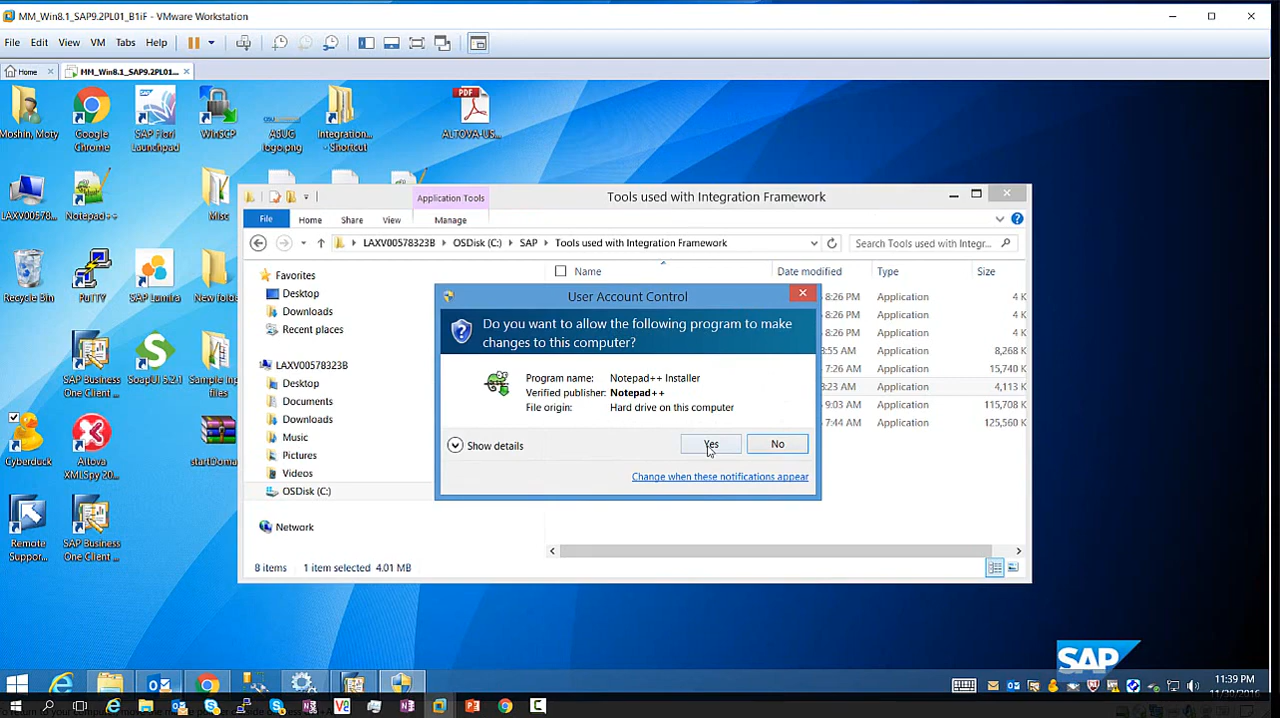 MM_Win8.1_SAP9.2PL01_B1iF - VMware Workstation
File Edit View VM Tabs Help
Home MM_Win8.1_SAP9.2PL01...
Moshin, Moty
Google Chrome
SAP Fiori Launchpad
WinSCP
ASUG logo.png
Integration... - Shortcut
PDF
ALTOVA-US...
LAXV00578...
Notepad++
Misc
Recycle Bin
PuTTY
SAP Lumira
New folder
SAP Business One Client ...
SoapUI 5.2.1
Sample Inp files
Cyberduck
Altova XMLSpy 20...
startDoma
Remote Suppor...
SAP Business One Client ...
Application Tools
Tools used with Integration Framework
File Home Share View Manage
LAXV00578323B OSDisk (C:) SAP Tools used with Integration Framework
Search Tools used with Integr...
Name Date modified Type Size
Favorites
Desktop
Downloads
Recent places
LAXV00578323B
Desktop
Documents
Downloads
Music
Pictures
Videos
OSDisk (C:)
Network
8:26 PM Application 4 K
8:26 PM Application 4 K
8:26 PM Application 4 K
8:55 AM Application 8,268 K
7:26 AM Application 15,740 K
8:23 AM Application 4,113 K
9:03 AM Application 115,708 K
7:44 AM Application 125,560 K
User Account Control
Do you want to allow the following program to make
changes to this computer?
Program name: Notepad++ Installer
Verified publisher: Notepad++
File origin: Hard drive on this computer
Show details Yes No
Change when these notifications appear
8 items 1 item selected 4.01 MB
SAP
11:39 PM